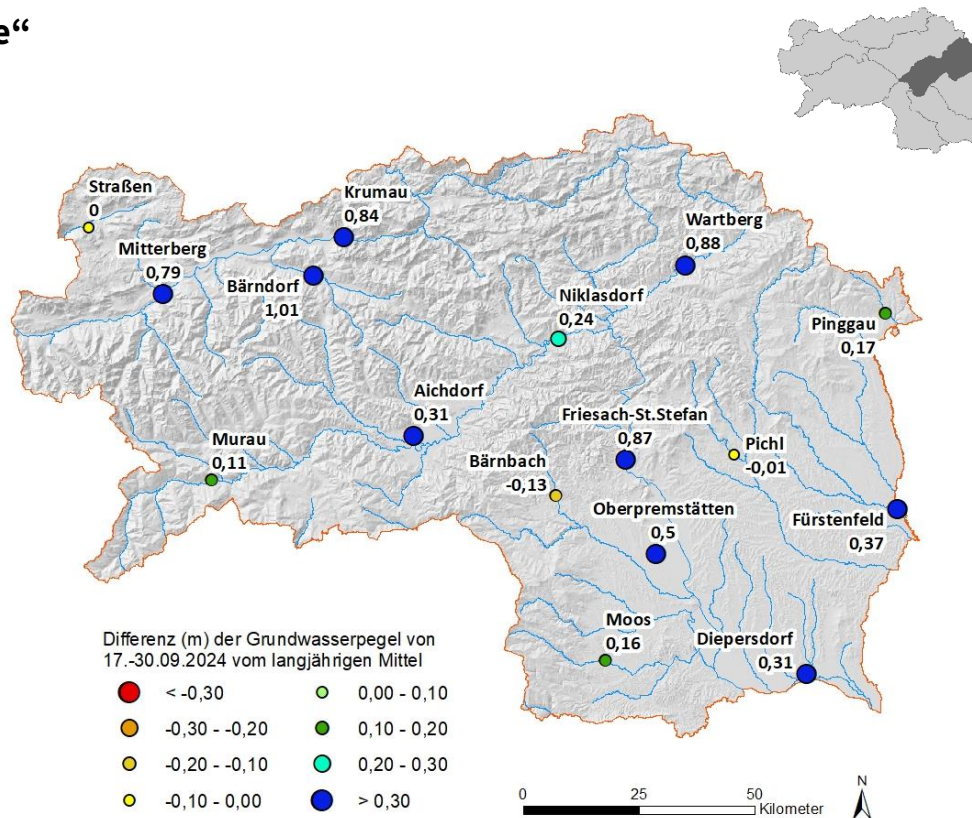 e“
Straßen
0
Krumau
0,84
Wartberg
0,88
Mitterberg
0,79
Bärndorf
1,01
Niklasdorf
0,24
Pinggau
0,17
Aichdorf
0,31
Friesach-St.Stefan
0,87
Pichl
-0,01
Murau
0,11
Bärnbach
-0,13
Oberpremstätten
0,5
Fürstenfeld
0,37
Moos
0,16
Diepersdorf
0,31
Differenz (m) der Grundwasserpegel von
17.-30.09.2024 vom langjährigen Mittel
< -0,30
-0,30 - -0,20
-0,20 - -0,10
-0,10 - 0,00
0,00 - 0,10
0,10 - 0,20
0,20 - 0,30
> 0,30
0 25 50
Kilometer
N